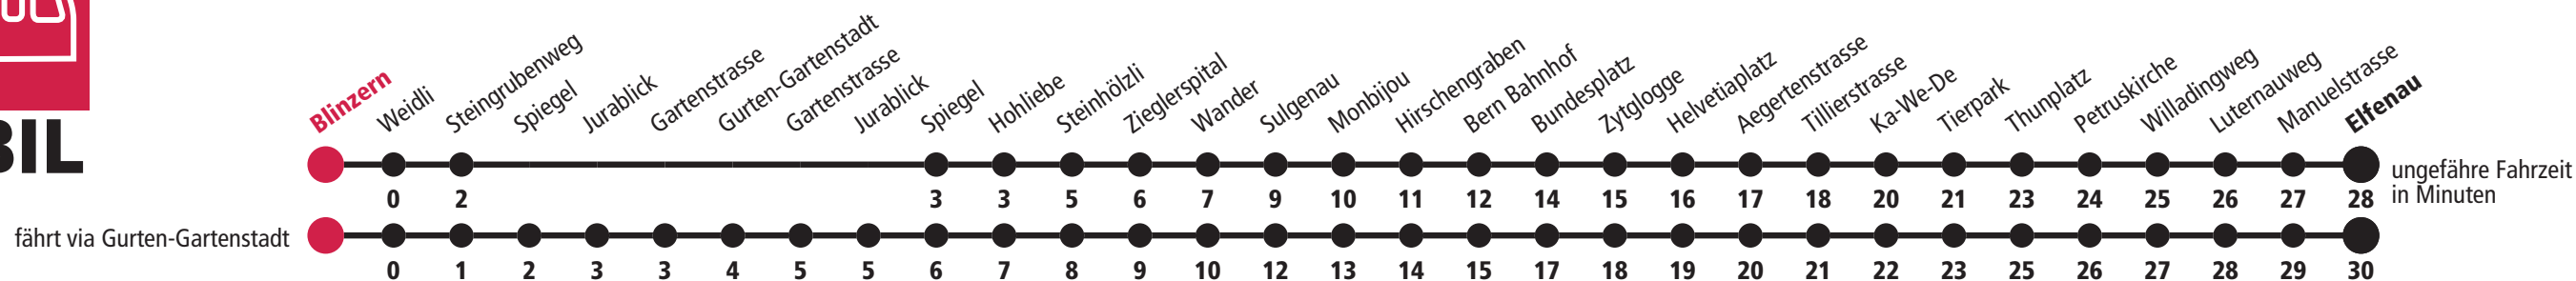 BIL
Blinzern
Weidli
Steingrubenweg
Spiegel
Jurablick
Gartenstrasse
Gurten-Gartenstadt
Gartenstrasse
Jurablick
Spiegel
Hohliebe
Steinhölzli
Zieglerspital
Wander
Sulgenau
Monbijou
Hirschengraben
Bern Bahnhof
Bundesplatz
Zytglogge
Helvetiaplatz
Aegertenstrasse
Tillierstrasse
Ka-We-De
Tierpark
Thunplatz
Petruskirche
Willadingweg
Luternauweg
Manuelstrasse
Elfenau
0 2 3 3 5 6 7 9 10 11 12 14 15 16 17 18 20 21 23 24 25 26 27 28
ungefähre Fahrzeit
in Minuten
fährt via Gurten-Gartenstadt
0 1 2 3 3 4 5 5 6 7 8 9 10 12 13 14 15 17 18 19 20 21 22 23 25 26 27 28 29 30